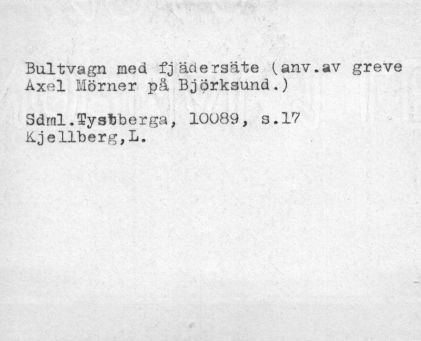 Bultvagn med fjädersäte (anv.av greve
Axel Mörner på Björksund.)
Sdml.Tystberga, 10089, s.17
Kjellberg,L.